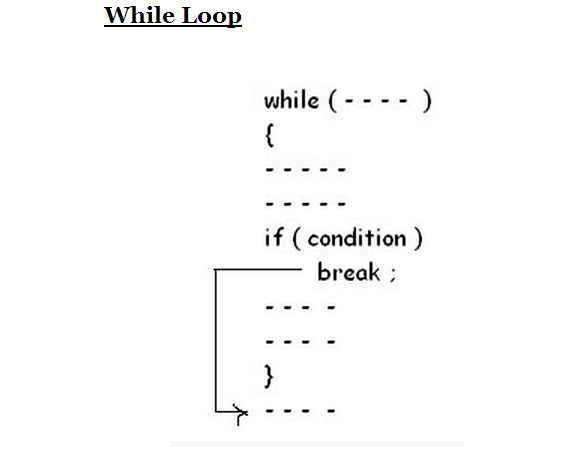 While Loop
while ( - - - - )
{
- - - - -
- - - - -
if ( condition )
break ;
- - - -
- - - -
}
- - - -